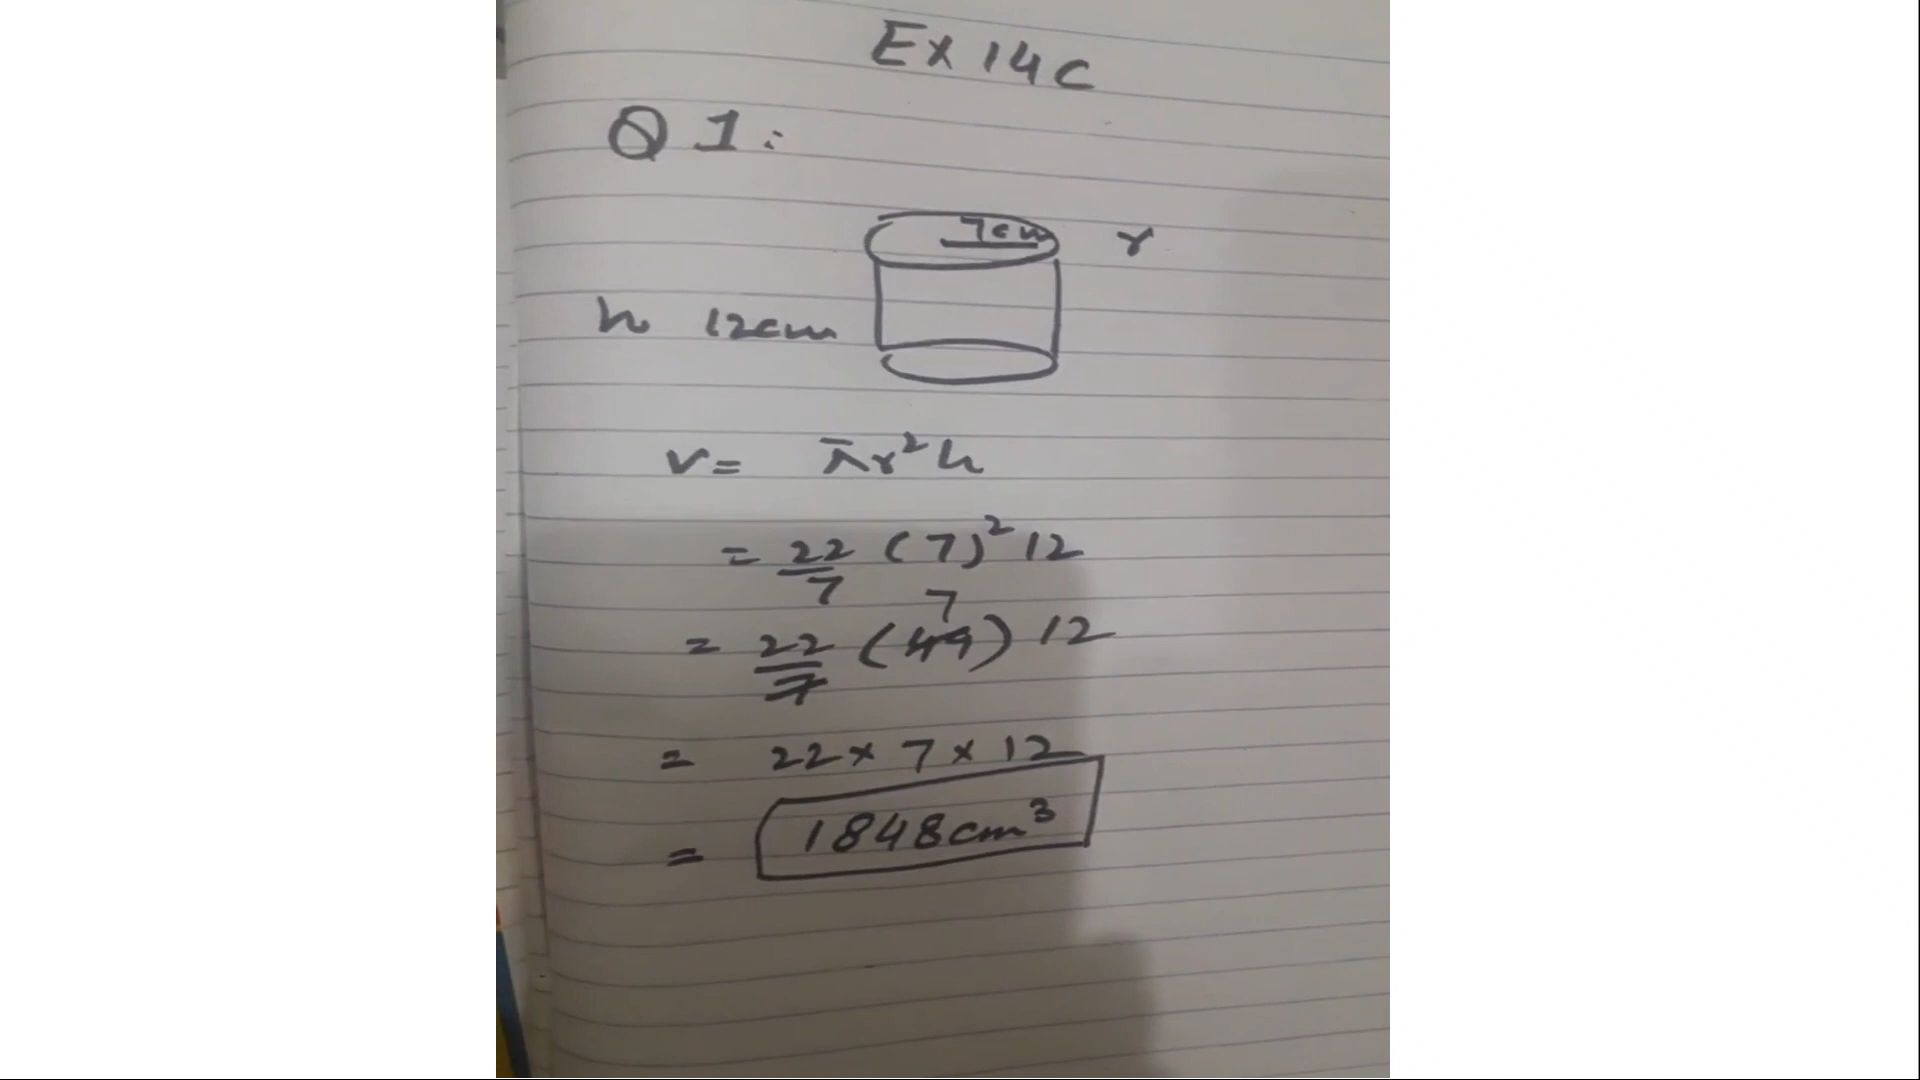 Ex 14C
Q 1:
7cm r
h 12cm
V = πr²h
= 22/7 (7)² 12
7
= 22/7 (49) 12
= 22 × 7 × 12
= 1848cm³